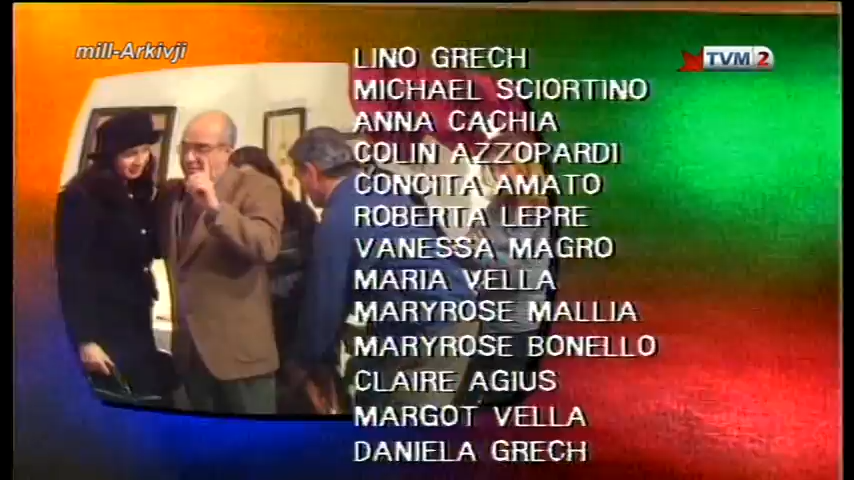 mill-Arkivji
TVM2
LINO GRECH
MICHAEL SCIORTINO
ANNA CACHIA
COLIN AZZOPARDI
CONCITA AMATO
ROBERTA LEPRE
VANESSA MAGRO
MARIA VELLA
MARYROSE MALLIA
MARYROSE BONELLO
CLAIRE AGIUS
MARGOT VELLA
DANIELA GRECH